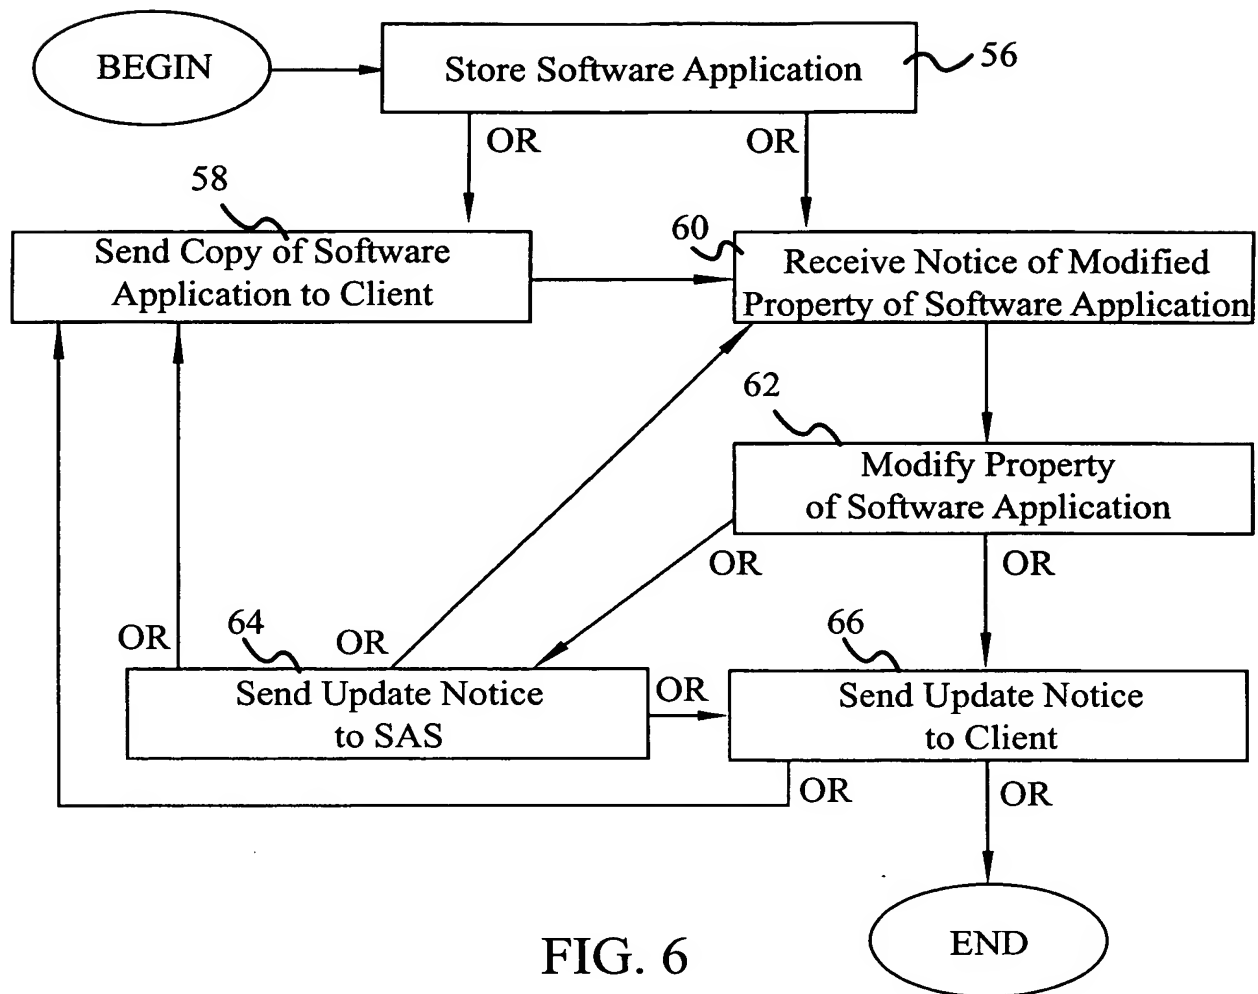 BEGIN
Store Software Application
56
OR
OR
58
Send Copy of Software
Application to Client
60
Receive Notice of Modified
Property of Software Application
62
Modify Property
of Software Application
OR
OR
OR
64
OR
Send Update Notice
to SAS
OR
66
Send Update Notice
to Client
OR
OR
END
FIG. 6